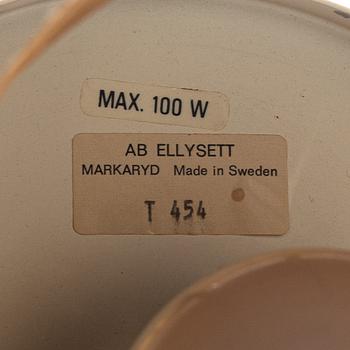 MAX. 100 W
AB ELLYSETT
MARKARYD Made in Sweden
T 454